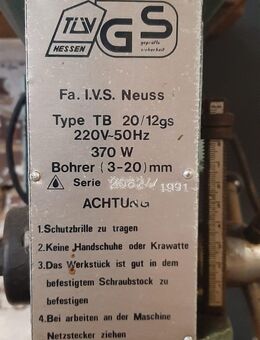 TÜV
HESSEN
GS
geprüfte
sicherheit
Fa. I.V.S. Neuss
Type TB 20/12gs
220V-50Hz
370 W
Bohrer (3-20) mm
Serie 1991
ACHTUNG
1.Schutzbrille zu tragen
2.Keine Handschuhe oder Krawatte
3.Das Werkstück ist gut in dem
befestigtem Schraubstock zu
befestigen
4.Bei arbeiten an der Maschine
Netzstecker ziehen